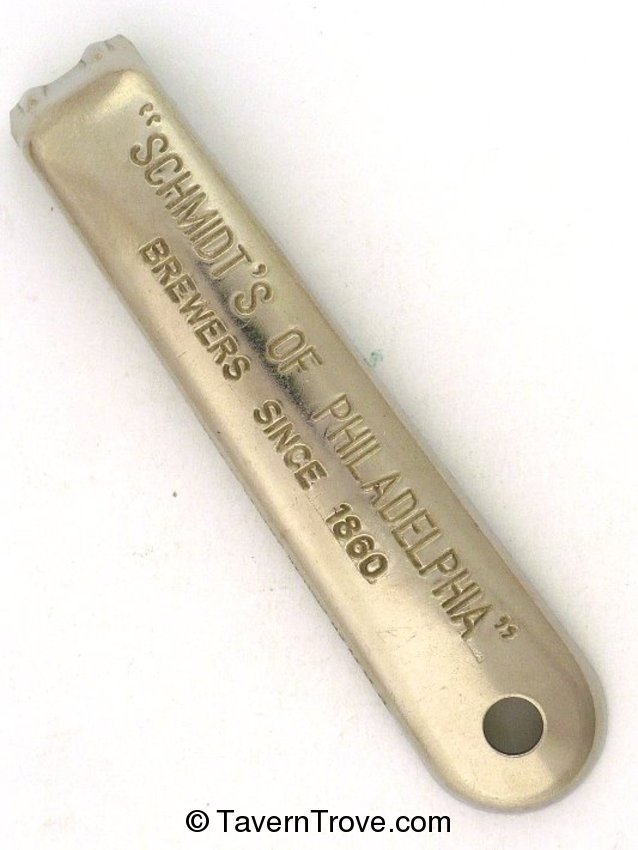 "SCHMIDT'S OF PHILADELPHIA"
BREWERS SINCE 1860
© TavernTrove.com